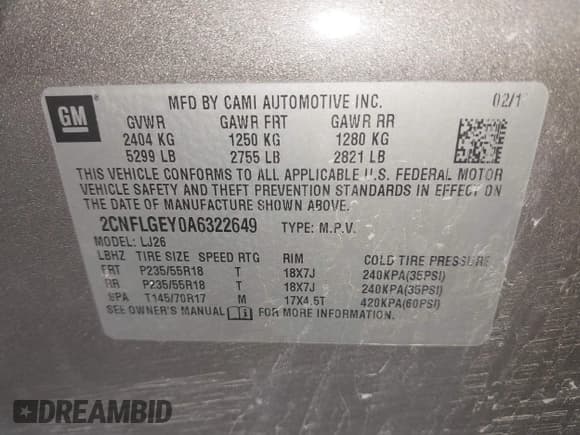 GM
MFD BY CAMI AUTOMOTIVE INC. 02/1
GVWR GAWR FRT GAWR RR
2404 KG 1250 KG 1280 KG
5299 LB 2755 LB 2821 LB
THIS VEHICLE CONFORMS TO ALL APPLICABLE U.S. FEDERAL MOTOR
VEHICLE SAFETY AND THEFT PREVENTION STANDARDS IN EFFECT ON
THE DATE OF MANUFACTURE SHOWN ABOVE.
2CNFLGEY0A6322649 TYPE: M.P.V.
MODEL: LJ26
LBHZ TIRE SIZE SPEED RTG RIM COLD TIRE PRESSURE
FRT P235/55R18 T 18X7J 240KPA(35PSI)
RR P235/55R18 T 18X7J 240KPA(35PSI)
SPA T145/70R17 M 17X4.5T 420KPA(60PSI)
SEE OWNER'S MANUAL i FOR MORE INFORMATION.
DREAMBID